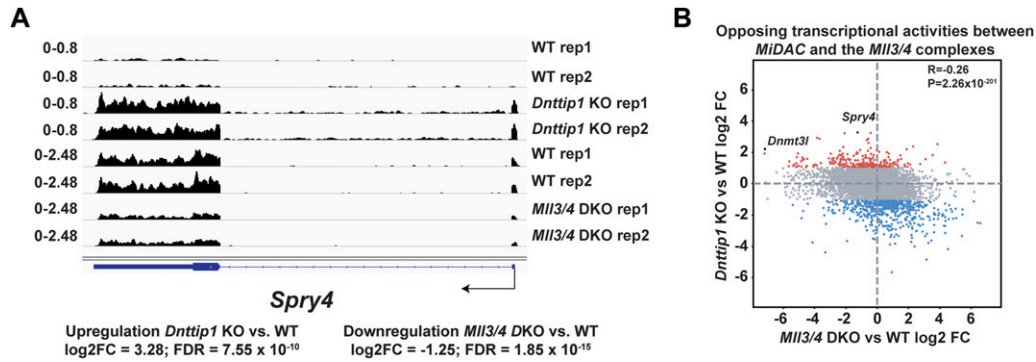 A
0-0.8 WT rep1
0-0.8 WT rep2
0-0.8 Dnttip1 KO rep1
0-0.8 Dnttip1 KO rep2
0-2.48 WT rep1
0-2.48 WT rep2
0-2.48 Mll3/4 DKO rep1
0-2.48 Mll3/4 DKO rep2
Spry4
Upregulation Dnttip1 KO vs. WT
log2FC = 3.28; FDR = 7.55 x 10⁻¹⁰
Downregulation Mll3/4 DKO vs. WT
log2FC = -1.25; FDR = 1.85 x 10⁻¹⁵
B
Opposing transcriptional activities between
MiDAC and the Mll3/4 complexes
R=-0.26
P=2.26x10⁻²⁰¹
Spry4
Dnmt3l
Dnttip1 KO vs WT log2 FC
6
4
2
0
-2
-4
-6
-6 -4 -2 0 2 4 6
Mll3/4 DKO vs WT log2 FC